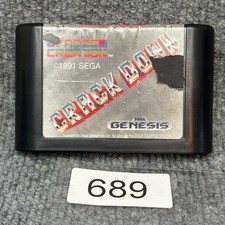 ©1991 SEGA
CRACK DOWN
SEGA
GENESIS
689